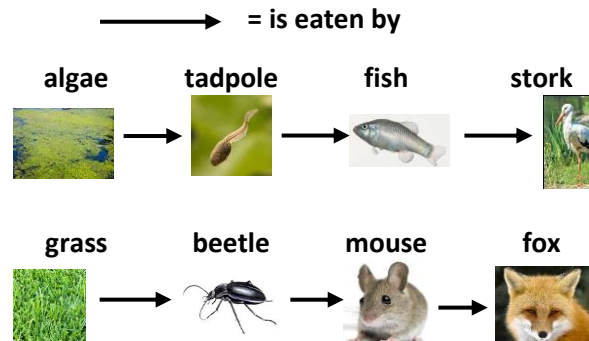 = is eaten by
algae tadpole fish stork
grass beetle mouse fox